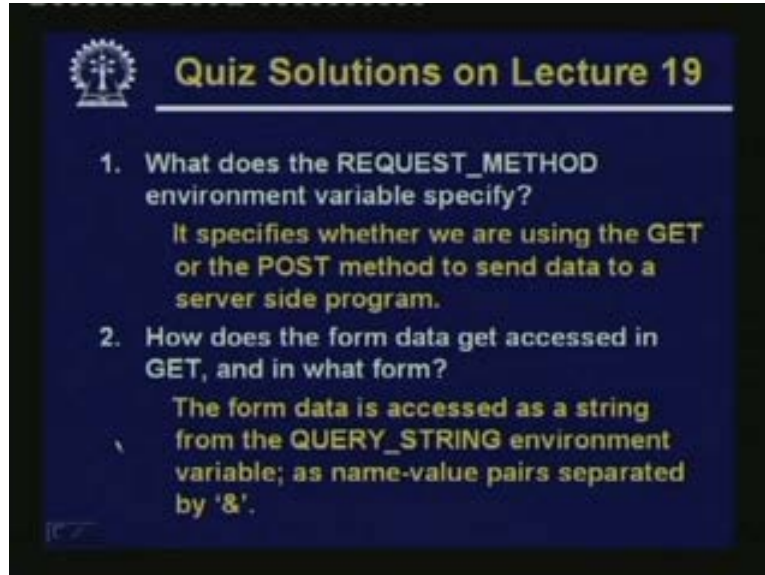 Quiz Solutions on Lecture 19
1. What does the REQUEST_METHOD
environment variable specify?
It specifies whether we are using the GET
or the POST method to send data to a
server side program.
2. How does the form data get accessed in
GET, and in what form?
The form data is accessed as a string
from the QUERY_STRING environment
variable; as name-value pairs separated
by ‘&’.